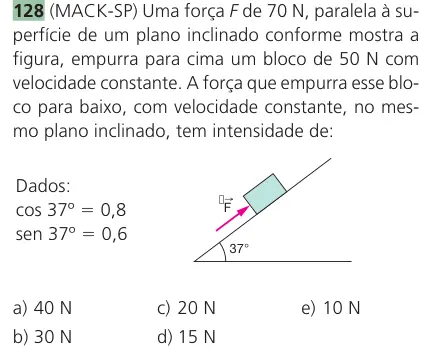 128 (MACK-SP) Uma força F de 70 N, paralela à su-
perfície de um plano inclinado conforme mostra a
figura, empurra para cima um bloco de 50 N com
velocidade constante. A força que empurra esse blo-
co para baixo, com velocidade constante, no mes-
mo plano inclinado, tem intensidade de:
Dados:
cos 37º = 0,8
sen 37º = 0,6
F
37°
a) 40 N c) 20 N e) 10 N
b) 30 N d) 15 N